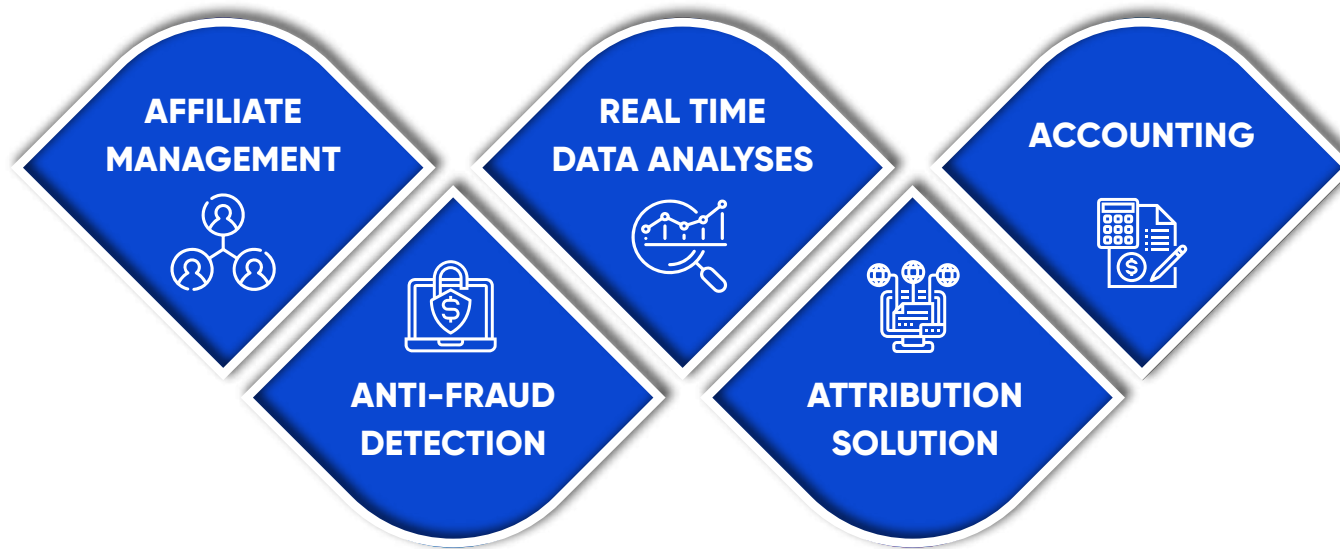 AFFILIATE
MANAGEMENT
REAL TIME
DATA ANALYSES
ACCOUNTING
$
$
ANTI-FRAUD
DETECTION
ATTRIBUTION
SOLUTION